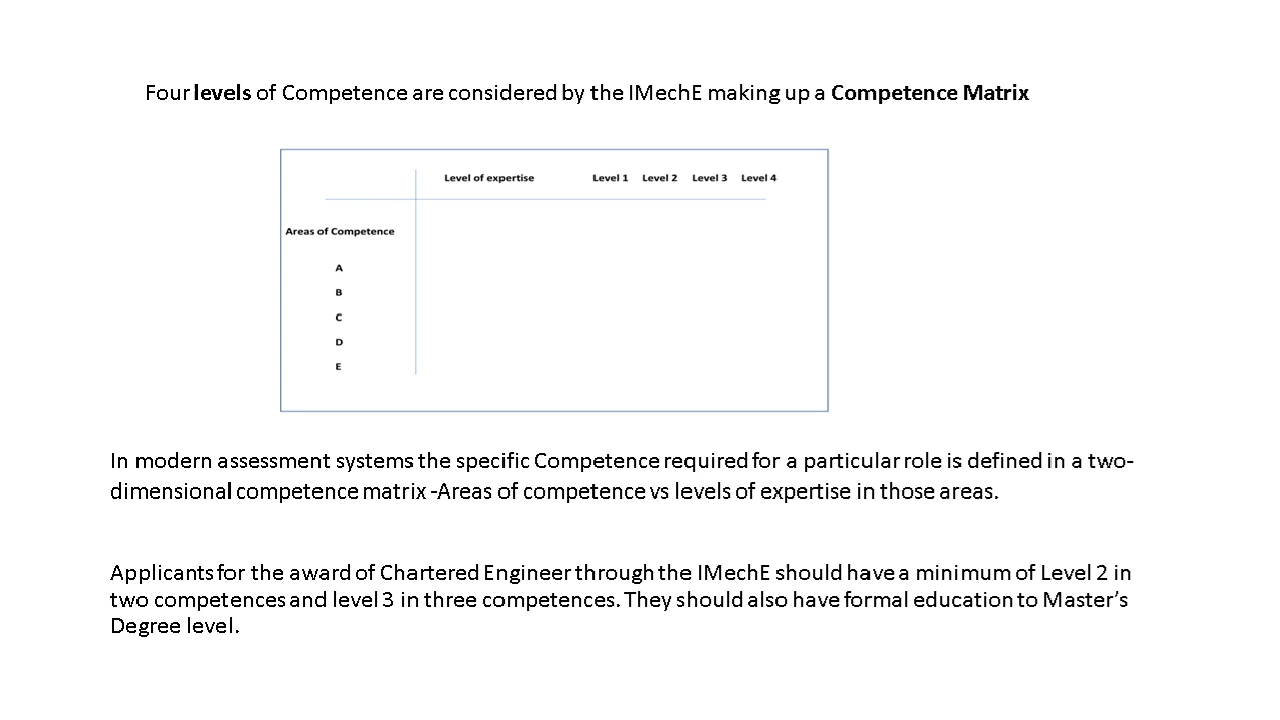 Four levels of Competence are considered by the IMechE making up a Competence Matrix
Level of expertise Level 1 Level 2 Level 3 Level 4
Areas of Competence
A
B
C
D
E
In modern assessment systems the specific Competence required for a particular role is defined in a two-
dimensional competence matrix -Areas of competence vs levels of expertise in those areas.
Applicants for the award of Chartered Engineer through the IMechE should have a minimum of Level 2 in
two competences and level 3 in three competences. They should also have formal education to Master’s
Degree level.